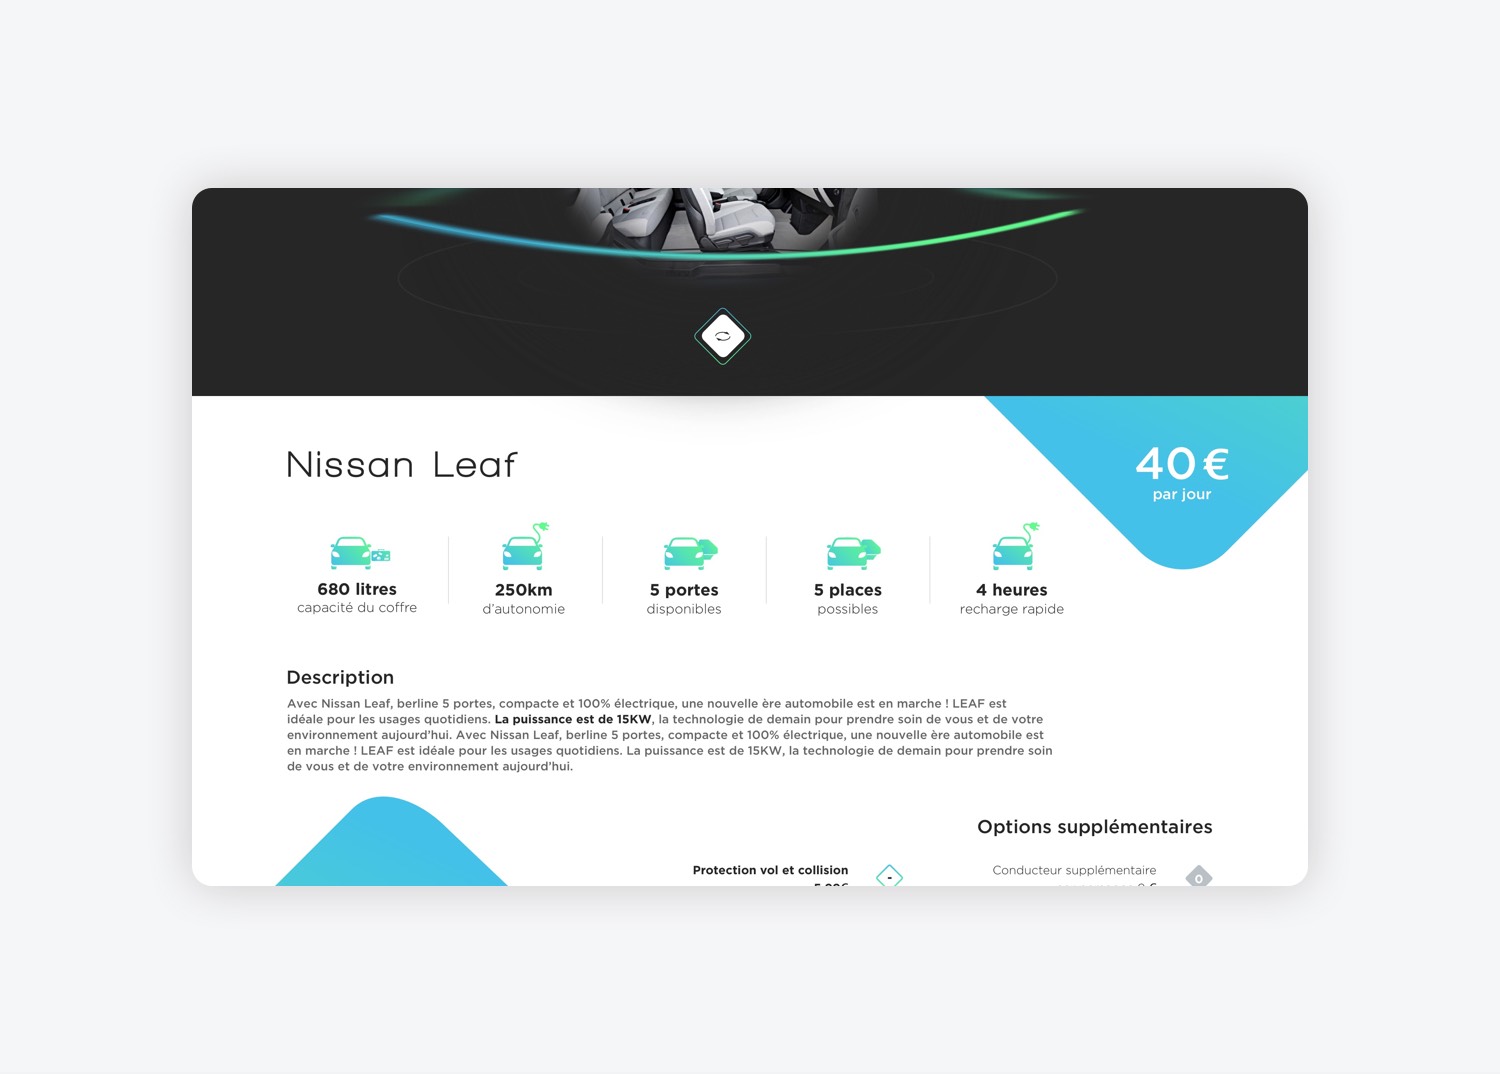 Nissan Leaf
40€
par jour
680 litres
capacité du coffre
250km
d'autonomie
5 portes
disponibles
5 places
possibles
4 heures
recharge rapide
Description
Avec Nissan Leaf, berline 5 portes, compacte et 100% électrique, une nouvelle ère automobile est en marche ! LEAF est
idéale pour les usages quotidiens. La puissance est de 15KW, la technologie de demain pour prendre soin de vous et de votre
environnement aujourd'hui. Avec Nissan Leaf, berline 5 portes, compacte et 100% électrique, une nouvelle ère automobile est
en marche ! LEAF est idéale pour les usages quotidiens. La puissance est de 15KW, la technologie de demain pour prendre soin
de vous et de votre environnement aujourd'hui.
Options supplémentaires
Protection vol et collision
-
Conducteur supplémentaire
0